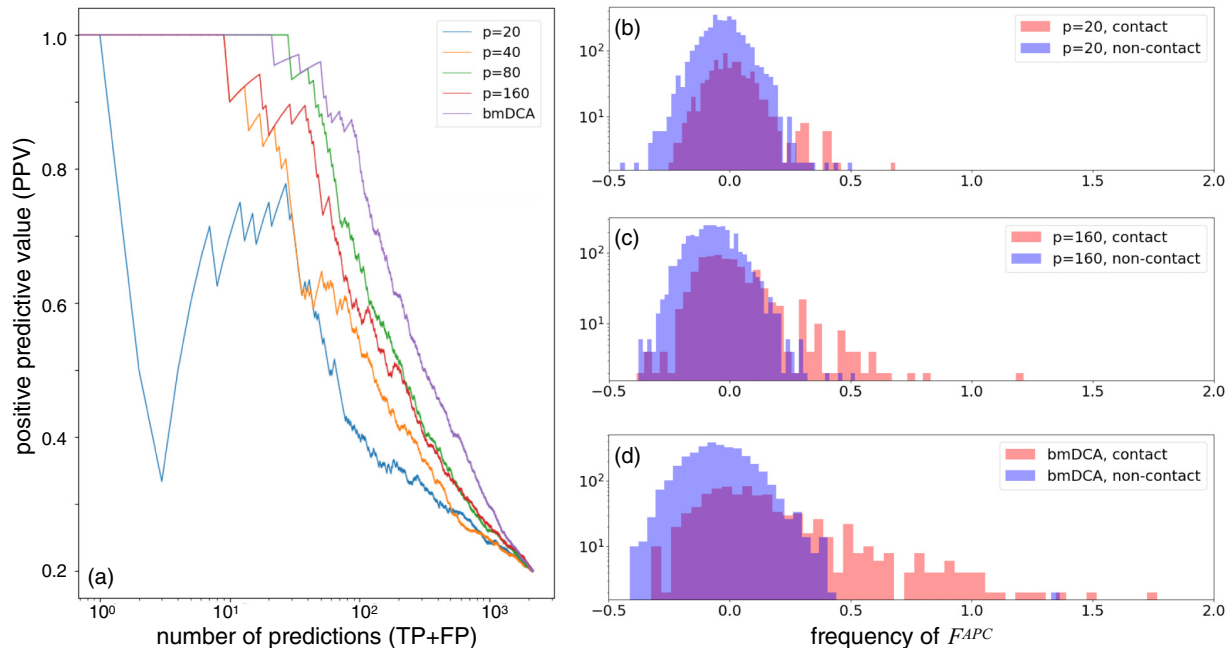 positive predictive value (PPV)
1.0
0.8
0.6
0.4
0.2
p=20
p=40
p=80
p=160
bmDCA
(a)
10⁰ 10¹ 10² 10³
number of predictions (TP+FP)
(b)
p=20, contact
p=20, non-contact
10²
10¹
−0.5 0.0 0.5 1.0 1.5 2.0
(c)
p=160, contact
p=160, non-contact
10²
10¹
−0.5 0.0 0.5 1.0 1.5 2.0
(d)
bmDCA, contact
bmDCA, non-contact
10²
10¹
−0.5 0.0 0.5 1.0 1.5 2.0
frequency of Fᴬᴾᶜ